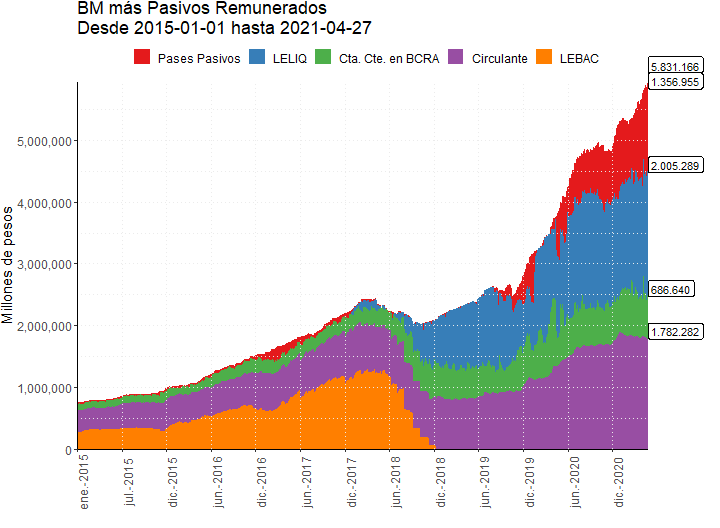 BM más Pasivos Remunerados
Desde 2015-01-01 hasta 2021-04-27
Pases Pasivos LELIQ Cta. Cte. en BCRA Circulante LEBAC
5.831.166
1.356.955
2.005.289
686.640
1.782.282
Millones de pesos
5,000,000
4,000,000
3,000,000
2,000,000
1,000,000
0
ene.-2015
jul.-2015
dic.-2015
jun.-2016
dic.-2016
jun.-2017
dic.-2017
jun.-2018
dic.-2018
jun.-2019
dic.-2019
jun.-2020
dic.-2020